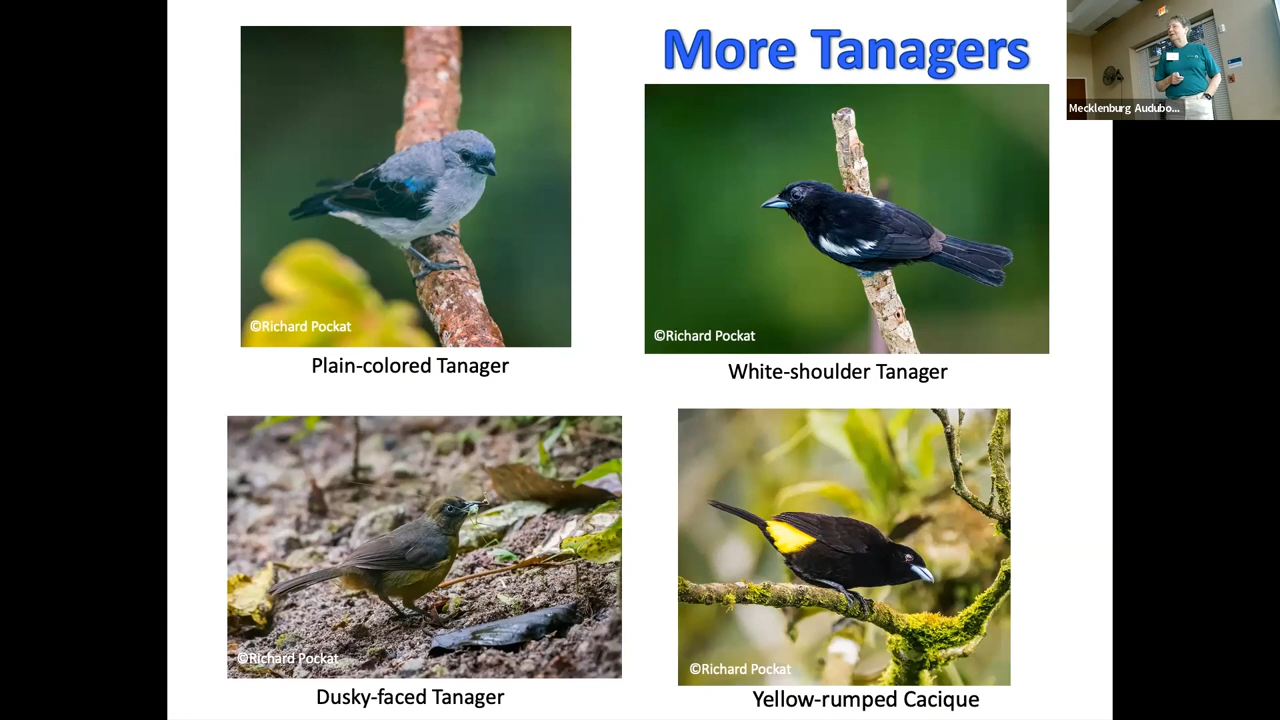 More Tanagers
Mecklenburg Audubo...
©Richard Pockat
Plain-colored Tanager
©Richard Pockat
White-shoulder Tanager
©Richard Pockat
Dusky-faced Tanager
©Richard Pockat
Yellow-rumped Cacique